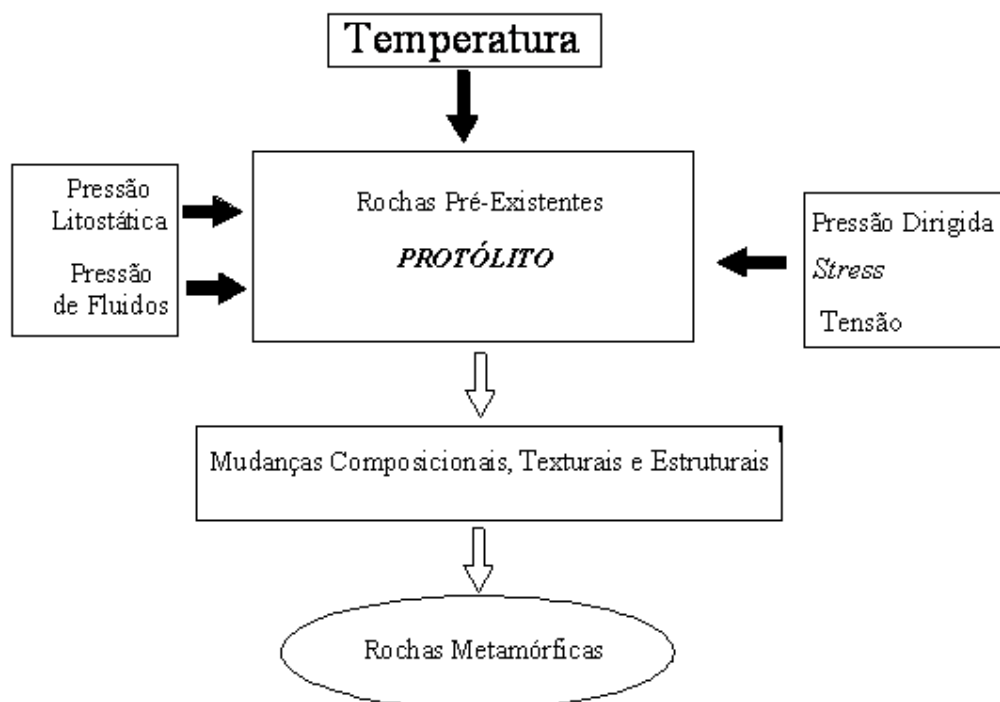 Temperatura
Pressão
Litostática
Pressão
de Fluidos
Rochas Pré-Existentes
PROTÓLITO
Pressão Dirigida
Stress
Tensão
Mudanças Composicionais, Texturais e Estruturais
Rochas Metamórficas